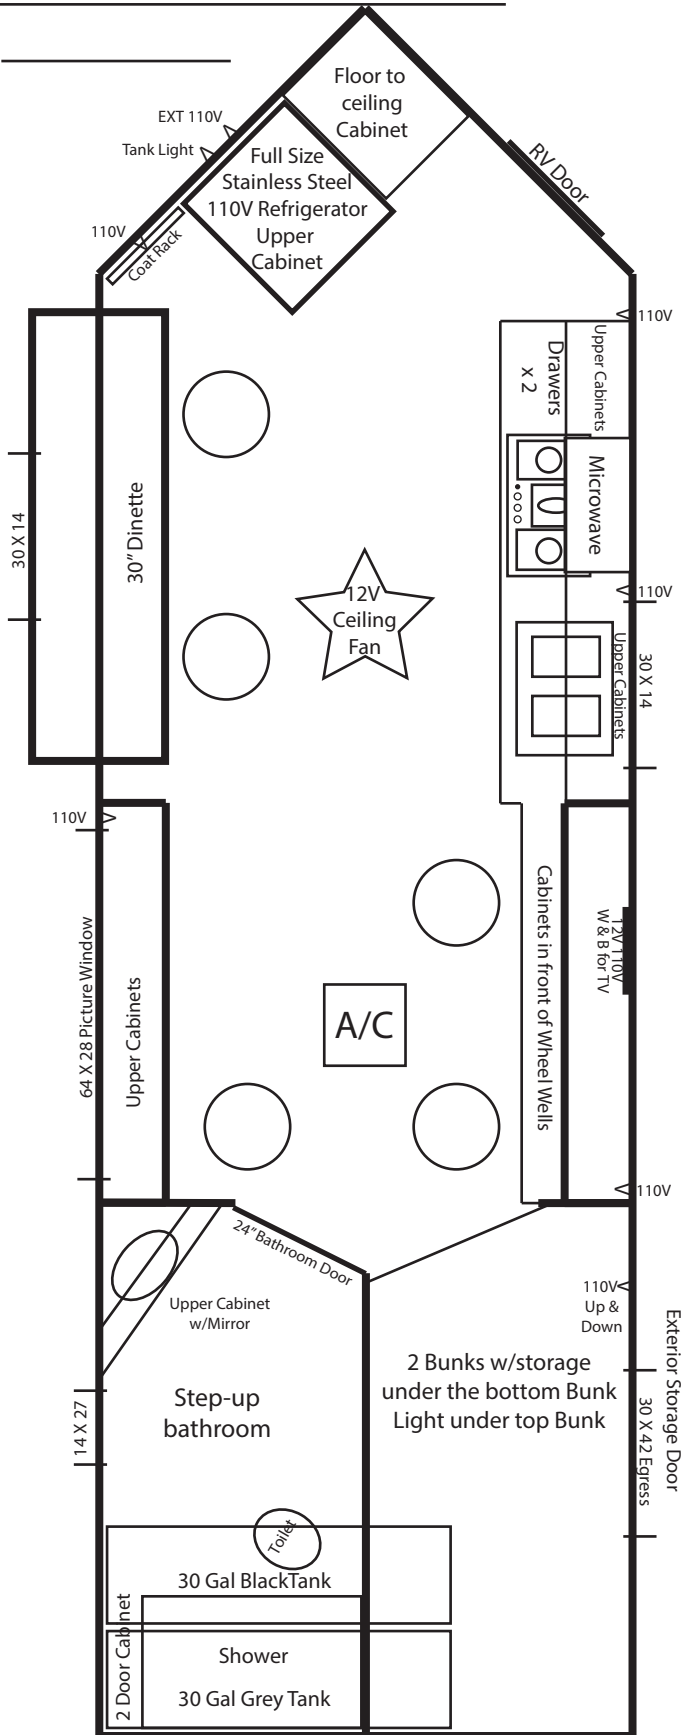 Floor to
ceiling
Cabinet
EXT 110V
Tank Light
Full Size
Stainless Steel
110V Refrigerator
Upper
Cabinet
RV Door
110V
Coat Rack
110V
Drawers
x 2
Upper Cabinets
Microwave
30 X 14
30" Dinette
12V
Ceiling
Fan
110V
Upper Cabinets
30 X 14
110V
64 X 28 Picture Window
Upper Cabinets
A/C
Cabinets in front of Wheel Wells
12V 110V
W & B for TV
110V
24" Bathroom Door
Upper Cabinet
w/Mirror
110V
Up &
Down
Exterior Storage Door
30 X 42 Egress
2 Bunks w/storage
under the bottom Bunk
Light under top Bunk
14 X 27
Step-up
bathroom
Toilet
30 Gal BlackTank
2 Door Cabinet
Shower
30 Gal Grey Tank